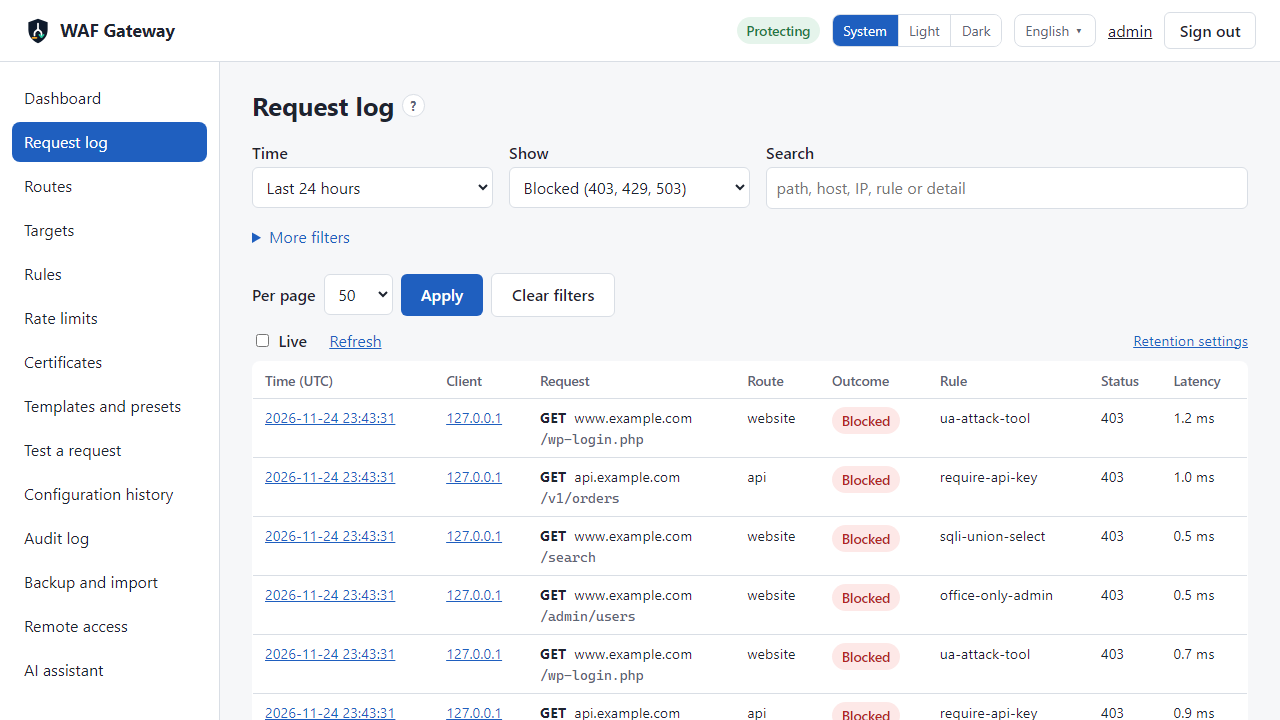 WAF Gateway
Protecting
System Light Dark
English ▾
admin
Sign out
Dashboard
Request log
Routes
Targets
Rules
Rate limits
Certificates
Templates and presets
Test a request
Configuration history
Audit log
Backup and import
Remote access
AI assistant
Request log ?
Time Show Search
Last 24 hours Blocked (403, 429, 503) path, host, IP, rule or detail
More filters
Per page 50 Apply Clear filters
Live Refresh Retention settings
Time (UTC) Client Request Route Outcome Rule Status Latency
2026-11-24 23:43:31 127.0.0.1 GET www.example.com website Blocked ua-attack-tool 403 1.2 ms
/wp-login.php
2026-11-24 23:43:31 127.0.0.1 GET api.example.com api Blocked require-api-key 403 1.0 ms
/v1/orders
2026-11-24 23:43:31 127.0.0.1 GET www.example.com website Blocked sqli-union-select 403 0.5 ms
/search
2026-11-24 23:43:31 127.0.0.1 GET www.example.com website Blocked office-only-admin 403 0.5 ms
/admin/users
2026-11-24 23:43:31 127.0.0.1 GET www.example.com website Blocked ua-attack-tool 403 0.7 ms
/wp-login.php
2026-11-24 23:43:31 127.0.0.1 GET api.example.com api Blocked require-api-key 403 0.9 ms